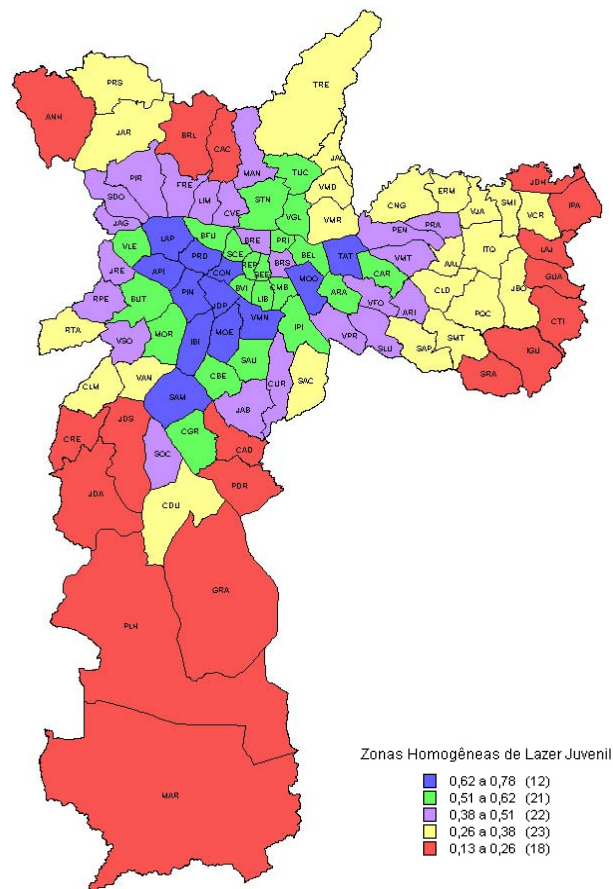 PRS
TRE
ANH
JAR
BRL
CAC
MAN
TUC
JAC
PIR
FRE
LIM
CVE
STN
VMD
VMR
CNG
ERM
VJA
SMI
VCR
JDH
IPA
SDO
JAG
VGL
PEN
PRA
LAP
BFU
BRE
PRI
BEL
TAT
VMT
AAL
ITQ
LAJ
VLE
PRD
SCE
REP
SEE
BRS
MOO
CAR
GUA
JRE
API
CON
CMB
ARA
VFO
ARI
CLD
JBO
PQC
CTI
RPE
BUT
PIN
JDP
BVI
LIB
VMN
IPI
VPR
SLU
SAP
SMT
IGU
SRA
RTA
MOR
VSO
IBI
MOE
SAU
CUR
SAC
CLM
VAN
CBE
SAM
JAB
CRE
JDS
SOC
CGR
CAD
PDR
JDA
CDU
GRA
PLH
MAR
Zonas Homogêneas de Lazer Juvenil
0,62 a 0,78 (12)
0,51 a 0,62 (21)
0,38 a 0,51 (22)
0,26 a 0,38 (23)
0,13 a 0,26 (18)